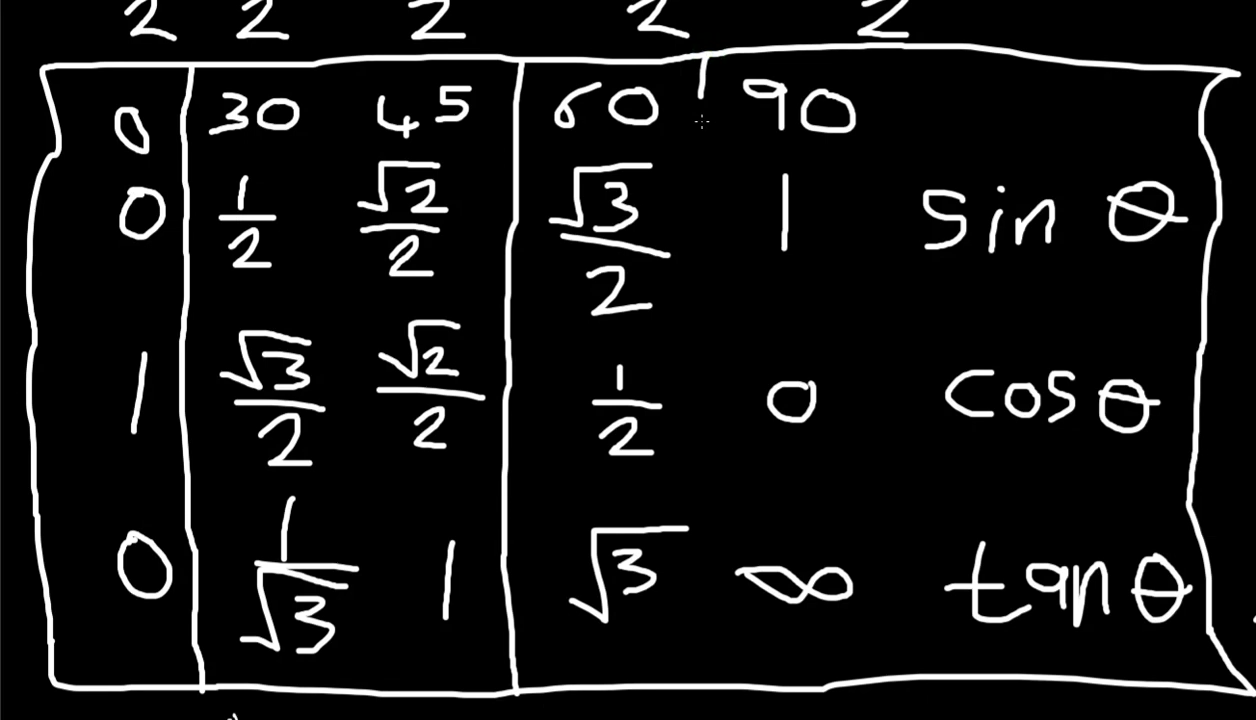 2 2 2 2 2
0 30 45 60 90
0 1/2 √2/2 √3/2 1 sin θ
1 √3/2 √2/2 1/2 0 cos θ
0 1/√3 1 √3 ∞ tan θ